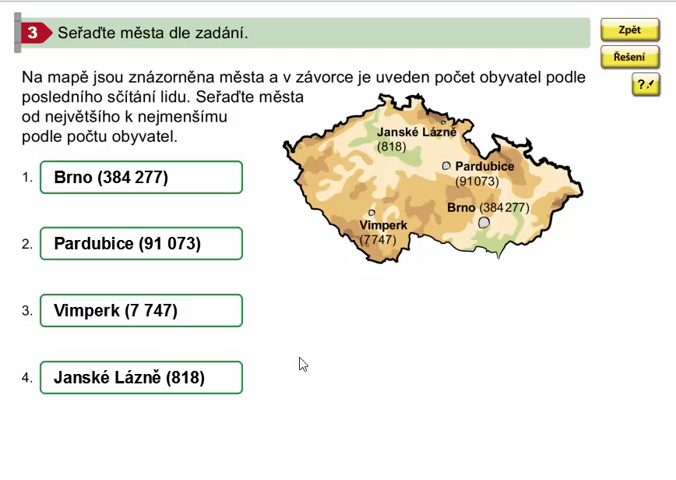 3 Seřaďte města dle zadání.
Zpět
Řešení
?
Na mapě jsou znázorněna města a v závorce je uveden počet obyvatel podle
posledního sčítání lidu. Seřaďte města
od největšího k nejmenšímu
podle počtu obyvatel.
Janské Lázně
(818)
Pardubice
(91073)
Brno (384277)
Vimperk
(7747)
1. Brno (384 277)
2. Pardubice (91 073)
3. Vimperk (7 747)
4. Janské Lázně (818)